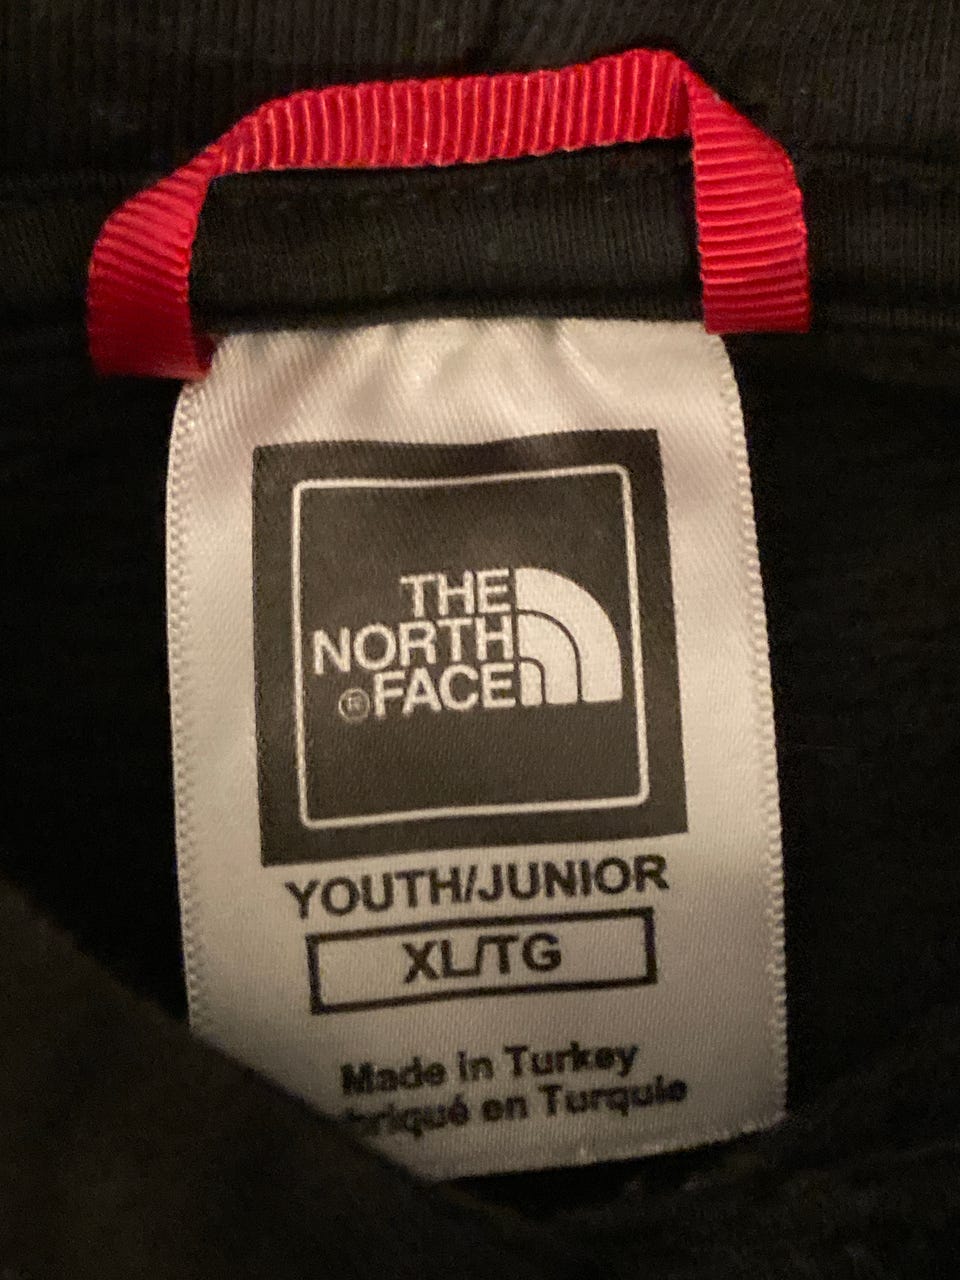 THE
NORTH
®FACE
YOUTH/JUNIOR
XL/TG
Made in Turkey
en Turquie